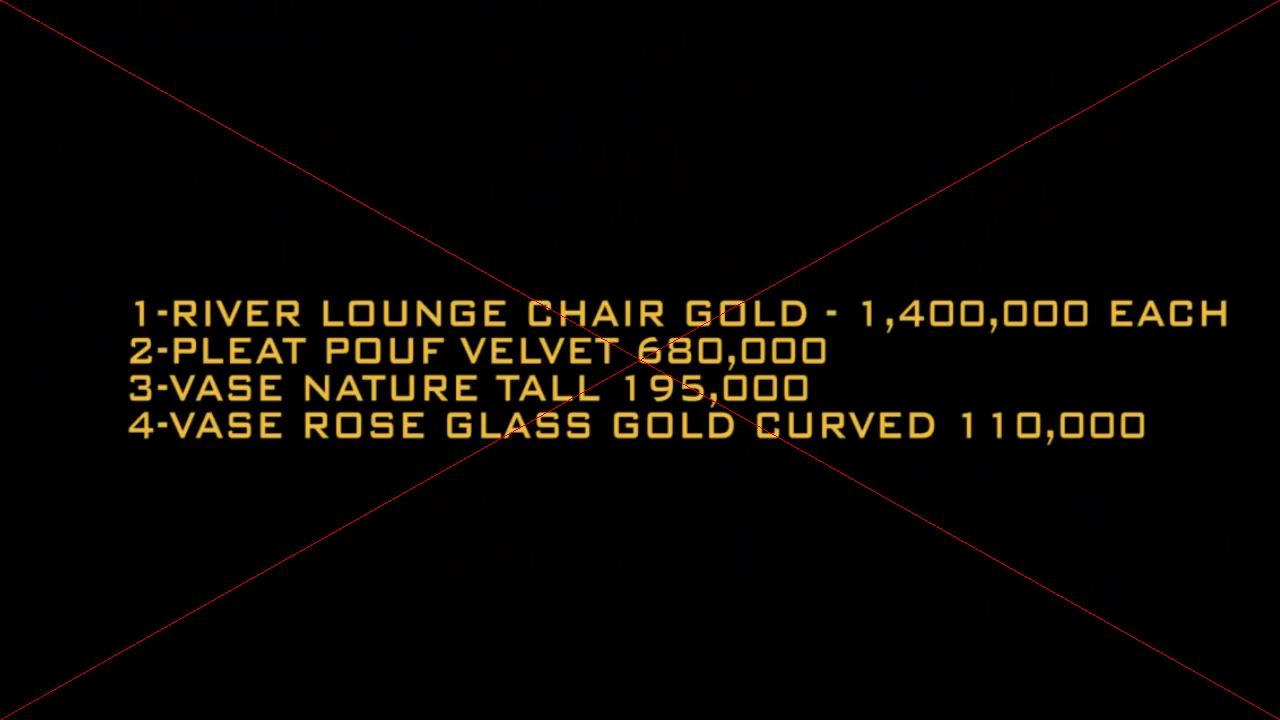 1-RIVER LOUNGE CHAIR GOLD - 1,400,000 EACH
2-PLEAT POUF VELVET 680,000
3-VASE NATURE TALL 195,000
4-VASE ROSE GLASS GOLD CURVED 110,000